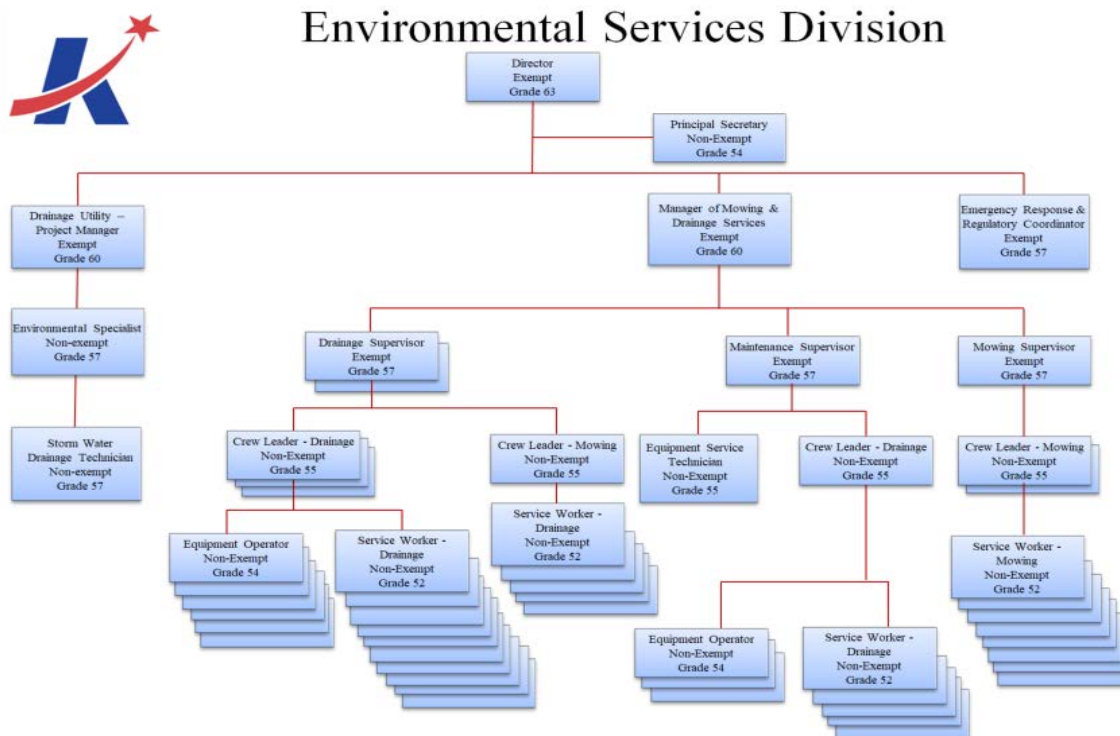 Environmental Services Division
Director
Exempt
Grade 63
Principal Secretary
Non-Exempt
Grade 54
Drainage Utility –
Project Manager
Exempt
Grade 60
Manager of Mowing &
Drainage Services
Exempt
Grade 60
Emergency Response &
Regulatory Coordinator
Exempt
Grade 57
Environmental Specialist
Non-exempt
Grade 57
Drainage Supervisor
Exempt
Grade 57
Maintenance Supervisor
Exempt
Grade 57
Mowing Supervisor
Exempt
Grade 57
Storm Water
Drainage Technician
Non-exempt
Grade 57
Crew Leader - Drainage
Non-Exempt
Grade 55
Crew Leader - Mowing
Non-Exempt
Grade 55
Equipment Service
Technician
Non-Exempt
Grade 55
Crew Leader - Drainage
Non-Exempt
Grade 55
Crew Leader - Mowing
Non-Exempt
Grade 55
Equipment Operator
Non-Exempt
Grade 54
Service Worker -
Drainage
Non-Exempt
Grade 52
Service Worker -
Drainage
Non-Exempt
Grade 52
Service Worker -
Mowing
Non-Exempt
Grade 52
Equipment Operator
Non-Exempt
Grade 54
Service Worker -
Drainage
Non-Exempt
Grade 52